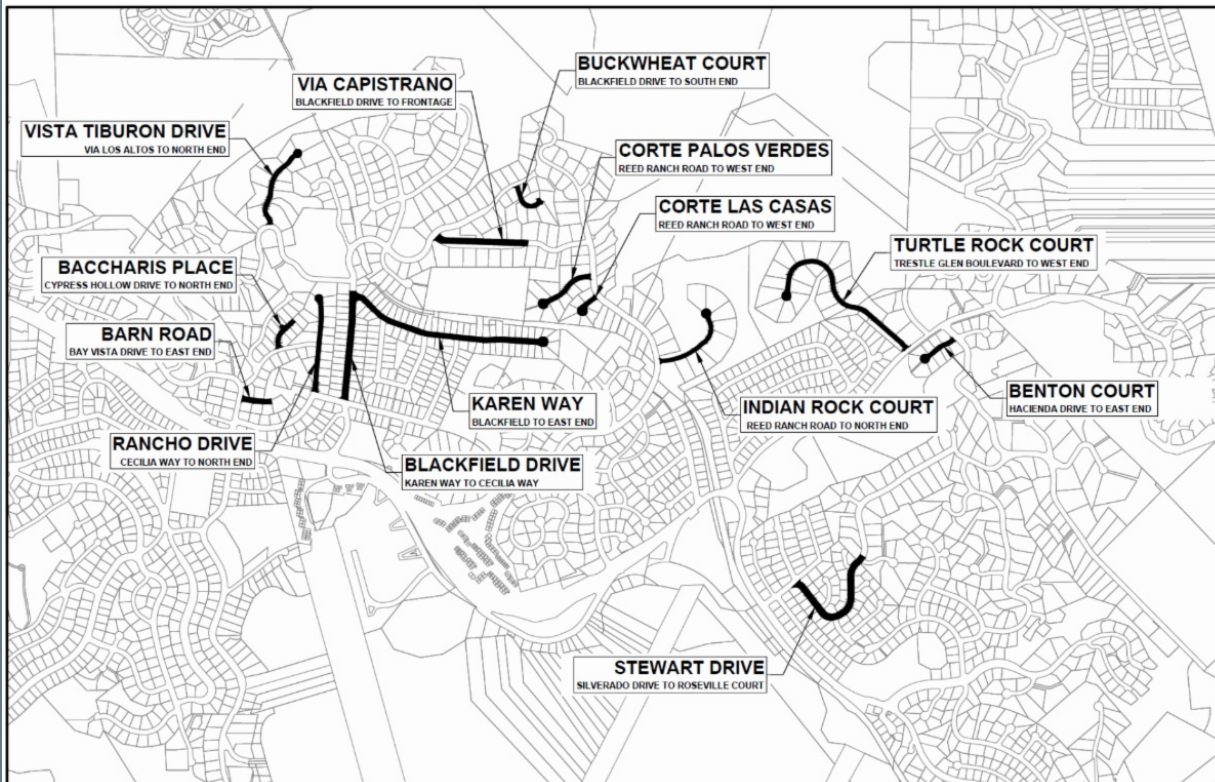 BUCKWHEAT COURT
BLACKFIELD DRIVE TO SOUTH END
VIA CAPISTRANO
BLACKFIELD DRIVE TO FRONTAGE
VISTA TIBURON DRIVE
VIA LOS ALTOS TO NORTH END
CORTE PALOS VERDES
REED RANCH ROAD TO WEST END
CORTE LAS CASAS
REED RANCH ROAD TO WEST END
TURTLE ROCK COURT
TRESTLE GLEN BOULEVARD TO WEST END
BACCHARIS PLACE
CYPRESS HOLLOW DRIVE TO NORTH END
BARN ROAD
BAY VISTA DRIVE TO EAST END
BENTON COURT
HACIENDA DRIVE TO EAST END
KAREN WAY
BLACKFIELD TO EAST END
INDIAN ROCK COURT
REED RANCH ROAD TO NORTH END
RANCHO DRIVE
CECILIA WAY TO NORTH END
BLACKFIELD DRIVE
KAREN WAY TO CECILIA WAY
STEWART DRIVE
SILVERADO DRIVE TO ROSEVILLE COURT